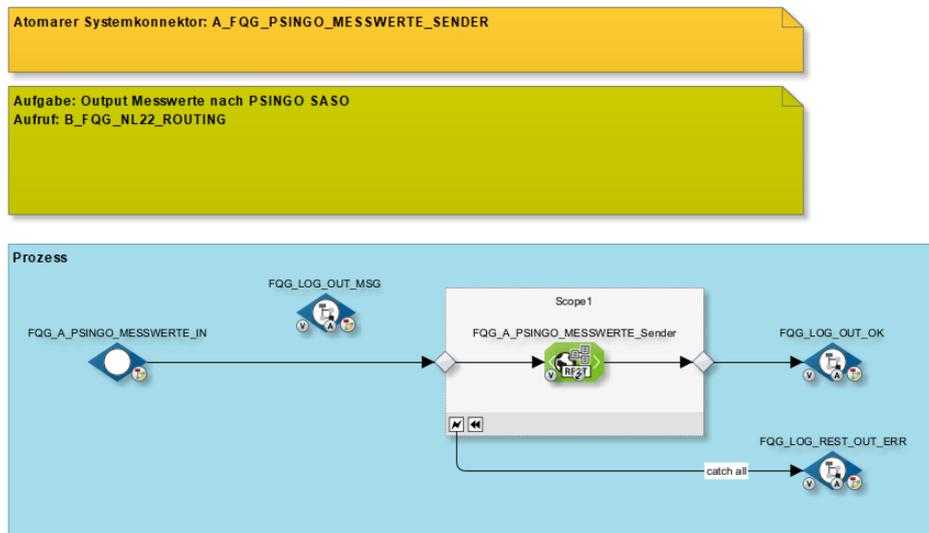 Atomarer Systemkonnektor: A_FQG_PSINGO_MESSWERTE_SENDER
Aufgabe: Output Messwerte nach PSINGO SASO
Aufruf: B_FQG_NL22_ROUTING
Prozess
FQG_LOG_OUT_MSG
V A
Scope1
FQG_A_PSINGO_MESSWERTE_IN
FQG_A_PSINGO_MESSWERTE_Sender
FQG_LOG_OUT_OK
REST
V
V A
FQG_LOG_REST_OUT_ERR
catch all
V A